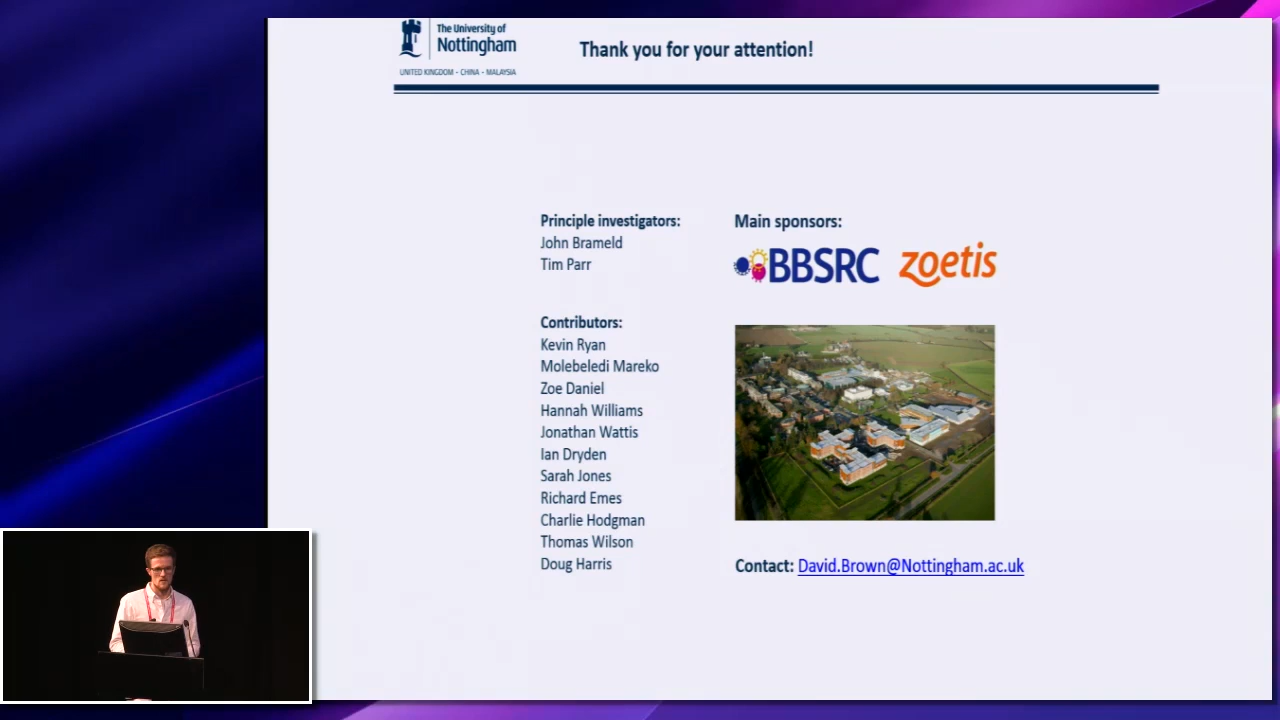 The University of
Nottingham
UNITED KINGDOM · CHINA · MALAYSIA
Thank you for your attention!
Principle investigators:
John Brameld
Tim Parr
Contributors:
Kevin Ryan
Molebeledi Mareko
Zoe Daniel
Hannah Williams
Jonathan Wattis
Ian Dryden
Sarah Jones
Richard Emes
Charlie Hodgman
Thomas Wilson
Doug Harris
Main sponsors:
BBSRC
zoetis
Contact: David.Brown@Nottingham.ac.uk